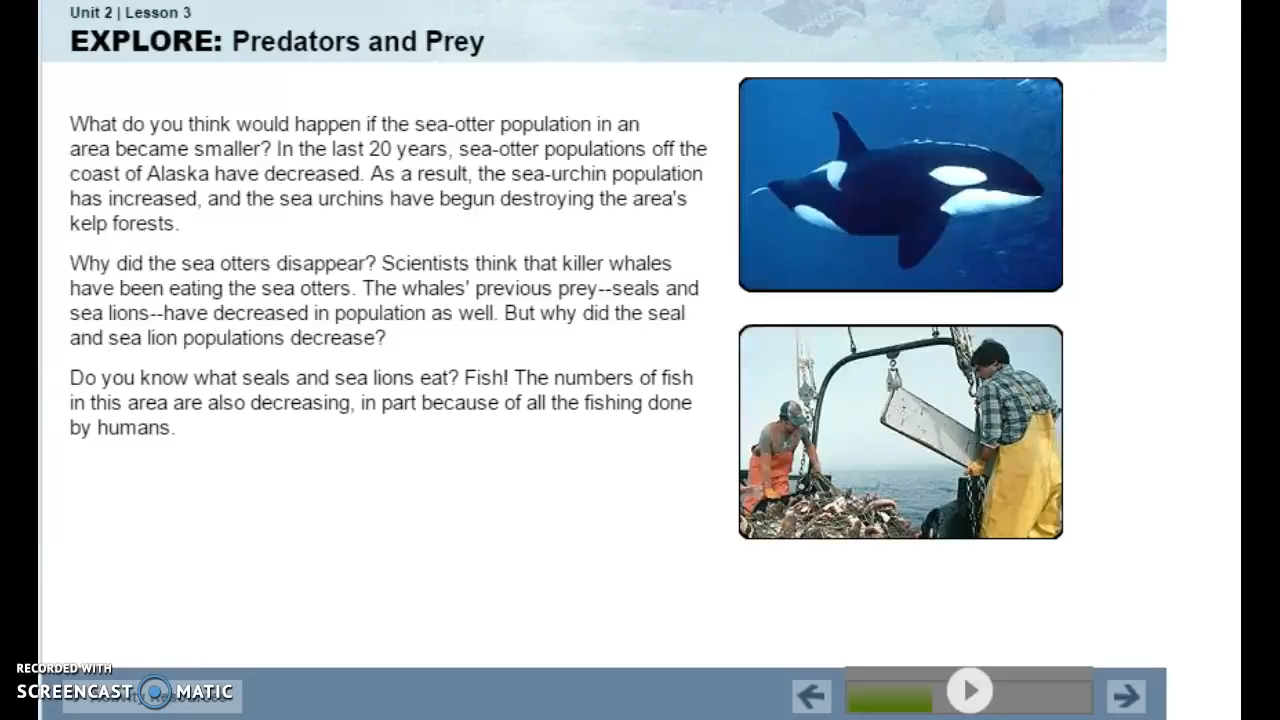 Unit 2 | Lesson 3
EXPLORE: Predators and Prey
What do you think would happen if the sea-otter population in an
area became smaller? In the last 20 years, sea-otter populations off the
coast of Alaska have decreased. As a result, the sea-urchin population
has increased, and the sea urchins have begun destroying the area's
kelp forests.
Why did the sea otters disappear? Scientists think that killer whales
have been eating the sea otters. The whales' previous prey--seals and
sea lions--have decreased in population as well. But why did the seal
and sea lion populations decrease?
Do you know what seals and sea lions eat? Fish! The numbers of fish
in this area are also decreasing, in part because of all the fishing done
by humans.
RECORDED WITH
SCREENCAST MATIC